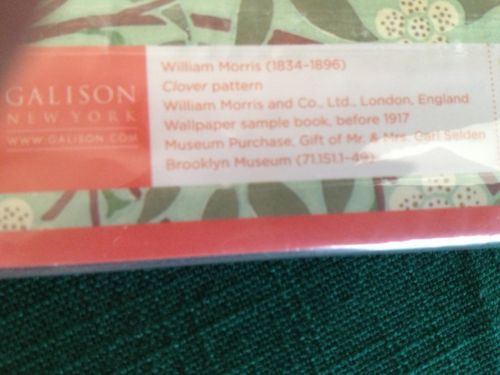 GALISON
NEW YORK
WWW.GALISON.COM
William Morris (1834-1896)
Clover pattern
William Morris and Co., Ltd., London, England
Wallpaper sample book, before 1917
Museum Purchase, Gift of Mr. & Mrs. Carl Selden
Brooklyn Museum (71.151.1-49)